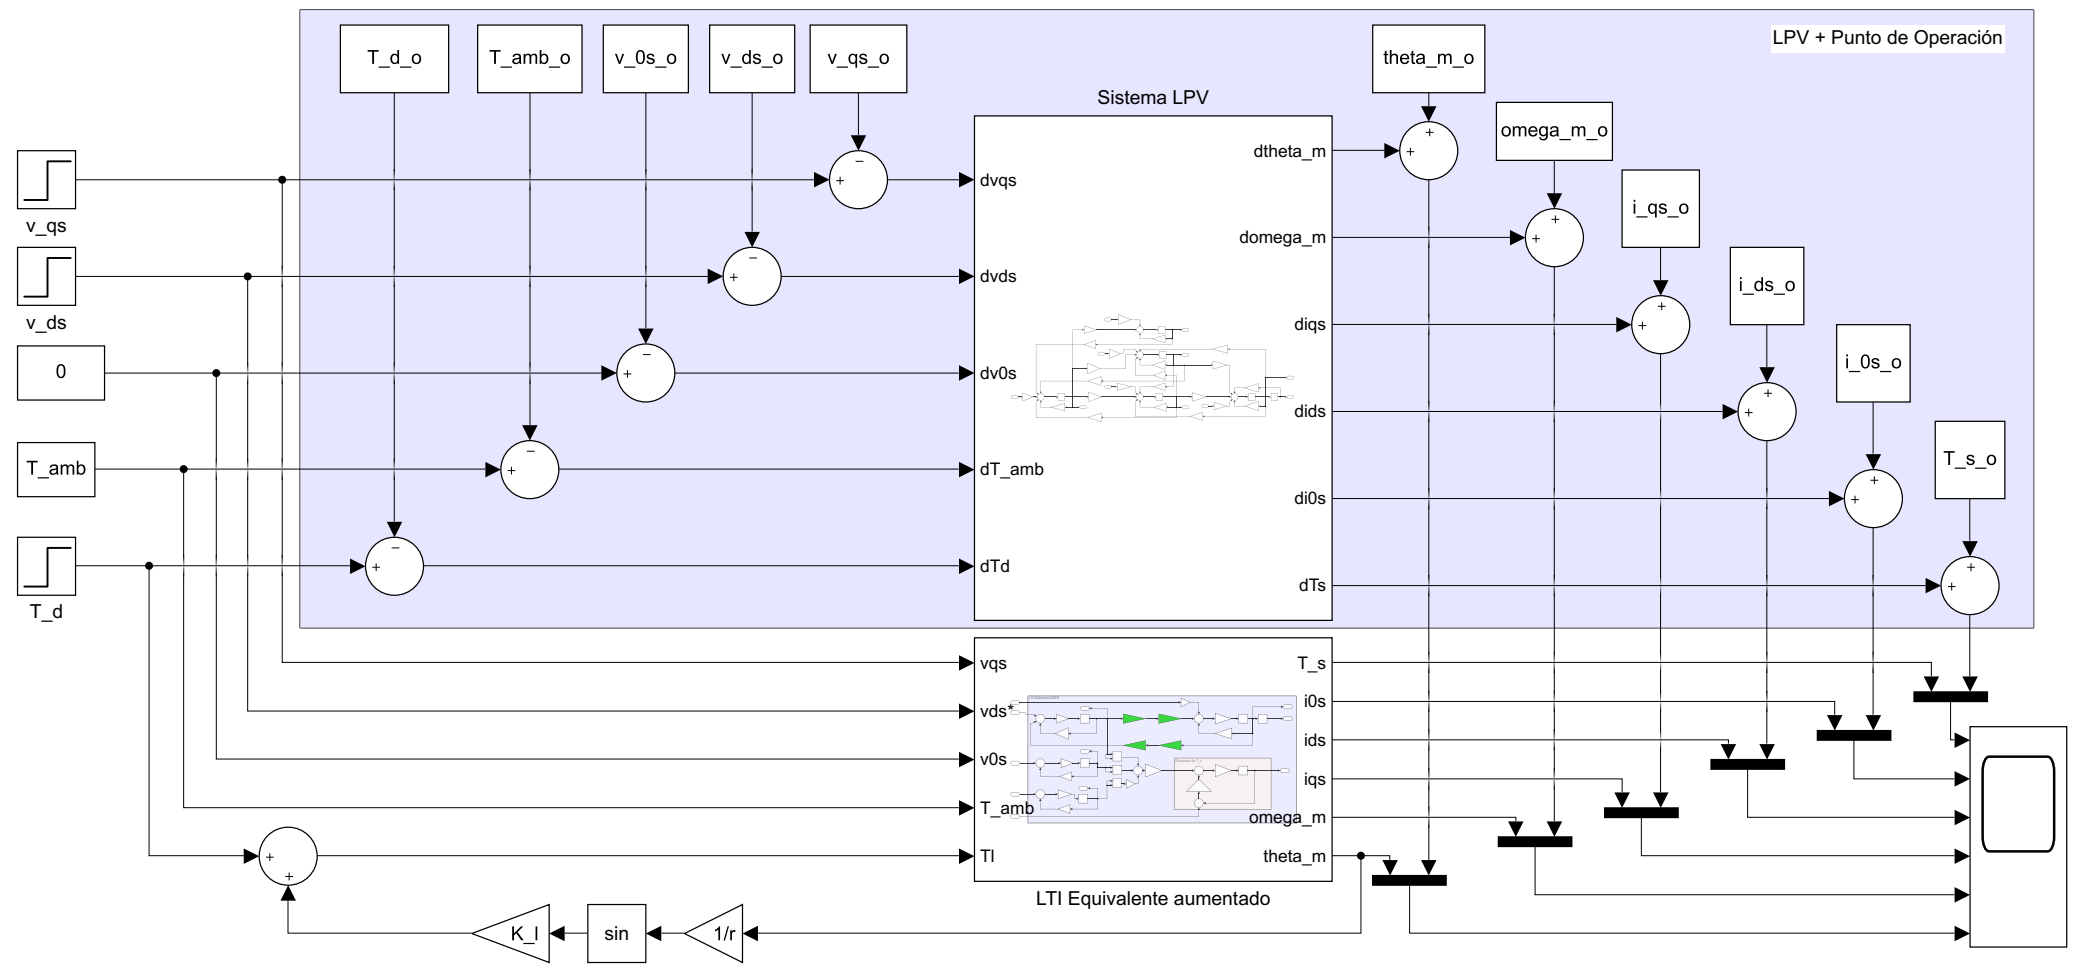 LPV + Punto de Operación
T_d_o
T_amb_o
v_0s_o
v_ds_o
v_qs_o
theta_m_o
omega_m_o
i_qs_o
i_ds_o
i_0s_o
T_s_o
Sistema LPV
v_qs
v_ds
0
T_amb
T_d
dvqs
dvds
dv0s
dT_amb
dTd
dtheta_m
domega_m
diqs
dids
di0s
dTs
vqs
vds*
v0s
T_amb
Tl
T_s
i0s
ids
iqs
omega_m
theta_m
LTI Equivalente aumentado
K_l
sin
1/r
+
−
+
−
+
−
+
−
+
−
+
+
+
+
+
+
+
+
+
+
+
+
+
+